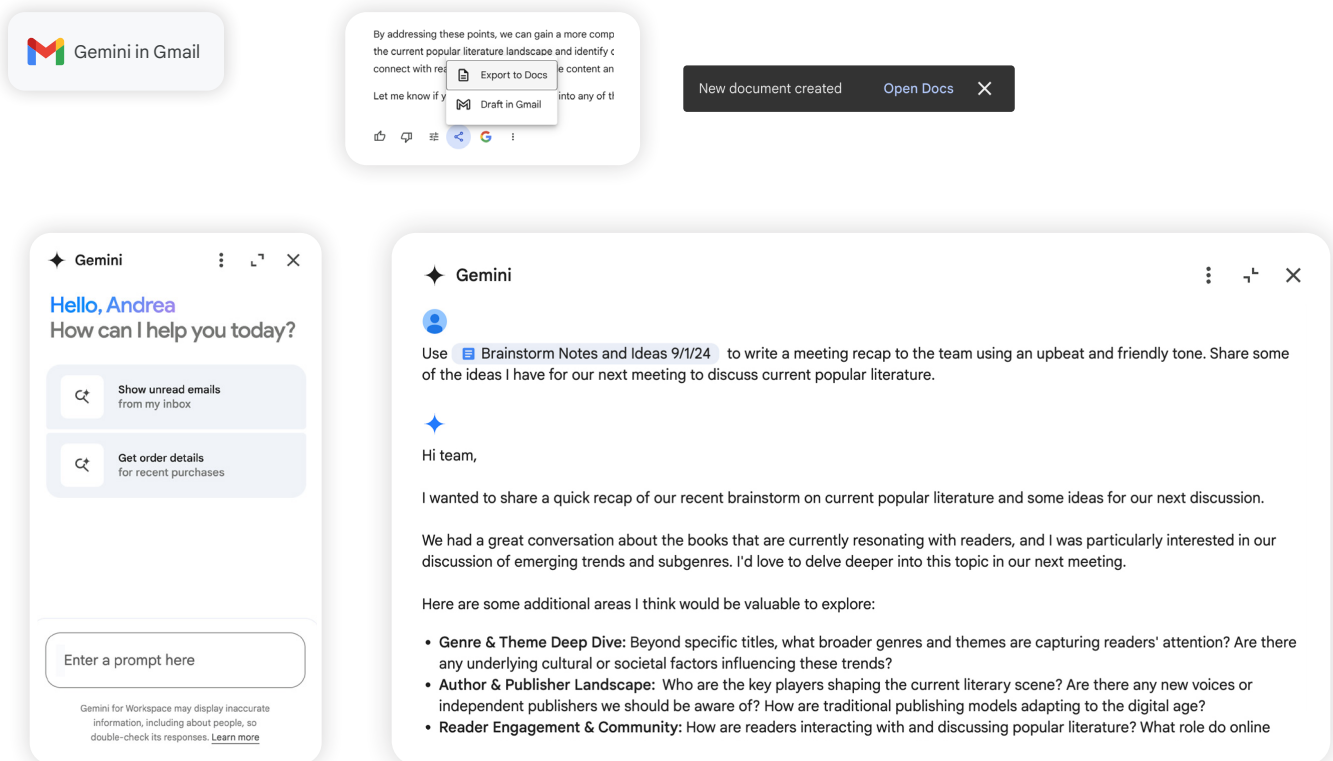 Gemini in Gmail
By addressing these points, we can gain a more comp
the current popular literature landscape and identify
connect with
content an
Export to Docs
Let me know if
into any of
Draft in Gmail
New document created Open Docs
Gemini
Hello, Andrea
How can I help you today?
Show unread emails
from my inbox
Get order details
for recent purchases
Enter a prompt here
Gemini for Workspace may display inaccurate
information, including about people, so
double-check its responses. Learn more
Gemini
Use Brainstorm Notes and Ideas 9/1/24 to write a meeting recap to the team using an upbeat and friendly tone. Share some
of the ideas I have for our next meeting to discuss current popular literature.
Hi team,
I wanted to share a quick recap of our recent brainstorm on current popular literature and some ideas for our next discussion.
We had a great conversation about the books that are currently resonating with readers, and I was particularly interested in our
discussion of emerging trends and subgenres. I'd love to delve deeper into this topic in our next meeting.
Here are some additional areas I think would be valuable to explore:
• Genre & Theme Deep Dive: Beyond specific titles, what broader genres and themes are capturing readers' attention? Are there
any underlying cultural or societal factors influencing these trends?
• Author & Publisher Landscape: Who are the key players shaping the current literary scene? Are there any new voices or
independent publishers we should be aware of? How are traditional publishing models adapting to the digital age?
• Reader Engagement & Community: How are readers interacting with and discussing popular literature? What role do online